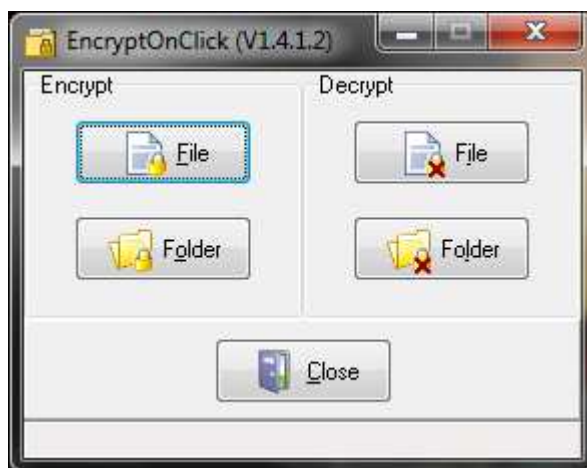 EncryptOnClick (V1.4.1.2)
Encrypt Decrypt
File File
Folder Folder
Close